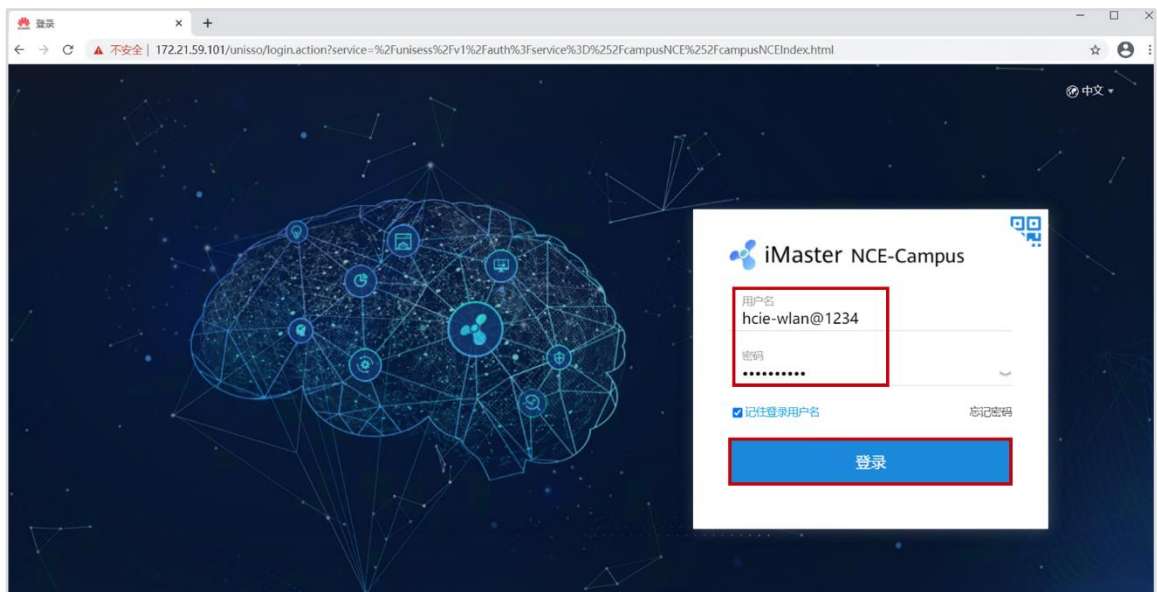 登录
不安全 | 172.21.59.101/unisso/login.action?service=%2Funisess%2Fv1%2Fauth%3Fservice%3D%252FcampusNCE%252FcampusNCEIndex.html
中文
iMaster NCE-Campus
用户名
hcie-wlan@1234
密码
••••••••••
记住登录用户名 忘记密码
登录